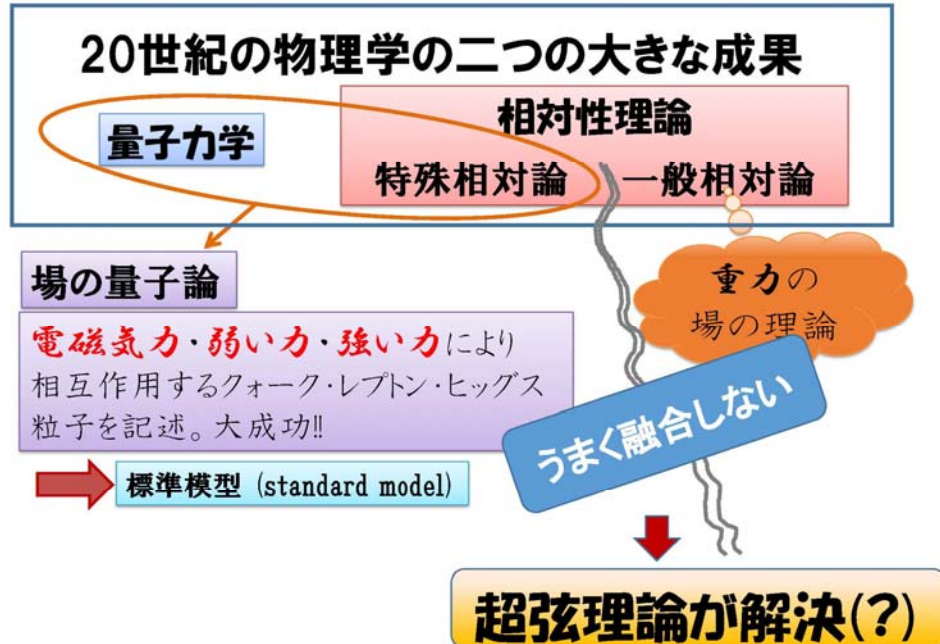 20世紀の物理学の二つの大きな成果
量子力学
相対性理論
特殊相対論
一般相対論
場の量子論
電磁気力・弱い力・強い力により
相互作用するクォーク・レプトン・ヒッグス
粒子を記述。大成功!!
標準模型 (standard model)
重力の
場の理論
うまく融合しない
超弦理論が解決(?)